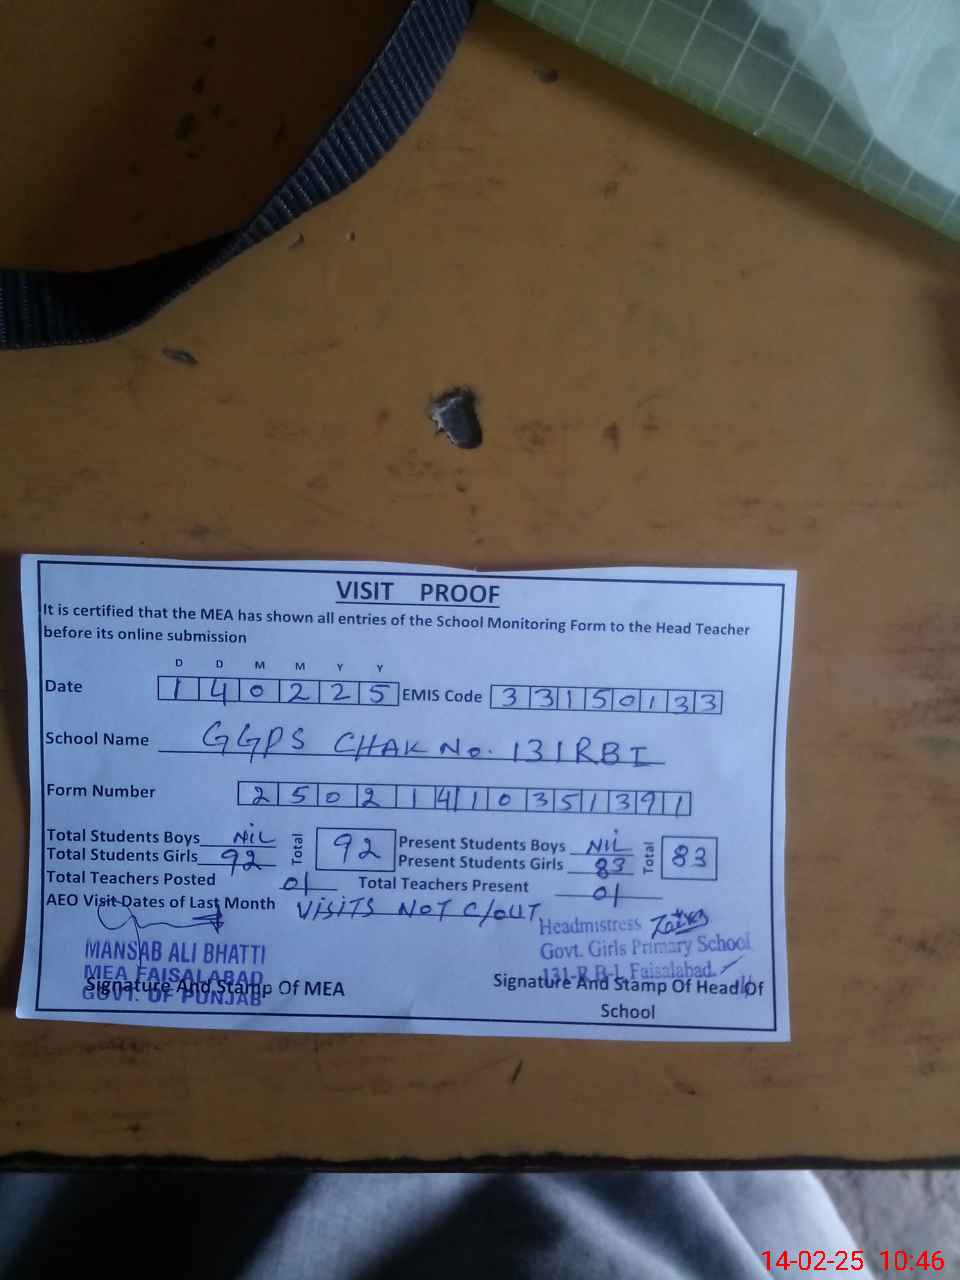 VISIT PROOF
It is certified that the MEA has shown all entries of the School Monitoring Form to the Head Teacher
before its online submission
D D M M Y Y
Date 1 4 0 2 2 5 EMIS Code 3 3 1 5 0 1 3 3
School Name GGPS CHAK No. 131RBI
Form Number 2 5 0 2 1 4 1 0 3 5 1 3 9 1
Total Students Boys NiL Total 92 Present Students Boys NiL Total 83
Total Students Girls 92 Present Students Girls 83
Total Teachers Posted 01 Total Teachers Present 01
AEO Visit Dates of Last Month ViSiTS NOT C/OUT
Headmistress
Govt. Girls Primary School
131-R.B-I, Faisalabad.
MANSAB ALI BHATTI
MEA FAISALABAD
GOVT. OF PUNJAB
Signature And Stamp Of MEA
Signature And Stamp Of Head Of
School
14-02-25 10:46